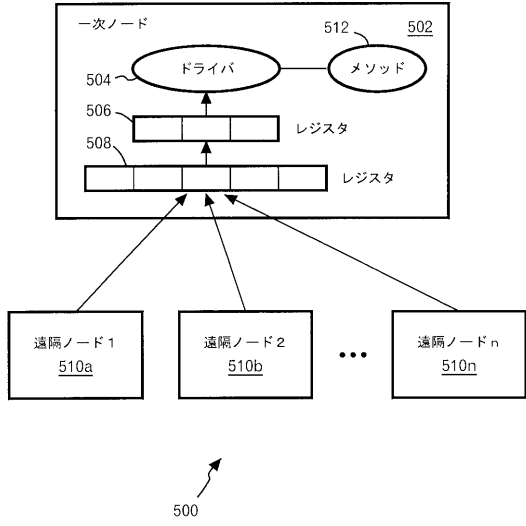 一次ノード
512
502
504
ドライバ
メソッド
506
レジスタ
508
レジスタ
遠隔ノード1
510a
遠隔ノード2
510b
•••
遠隔ノードn
510n
500